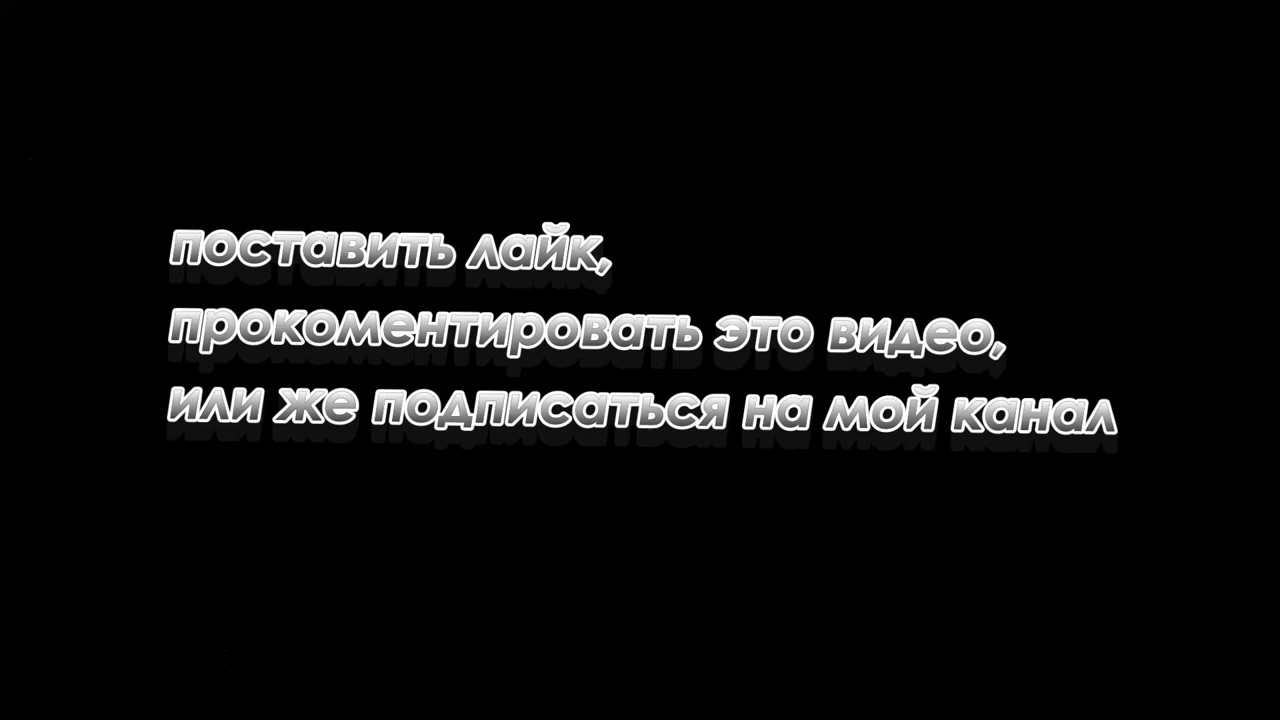 поставить лайк,
прокоментировать это видео,
или же подписаться на мой канал